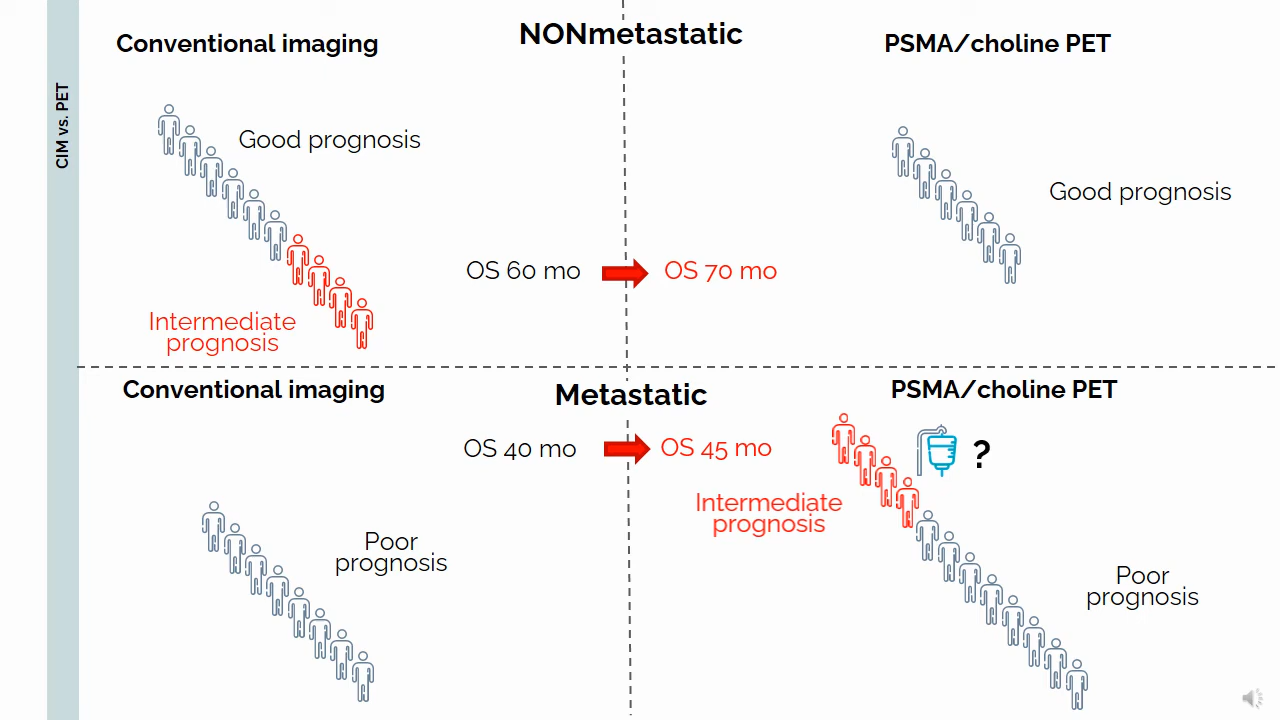 NONmetastatic
Conventional imaging
PSMA/choline PET
CIM vs. PET
Good prognosis
Good prognosis
OS 60 mo
OS 70 mo
Intermediate
prognosis
Metastatic
Conventional imaging
PSMA/choline PET
OS 40 mo
OS 45 mo
?
Intermediate
prognosis
Poor
prognosis
Poor
prognosis